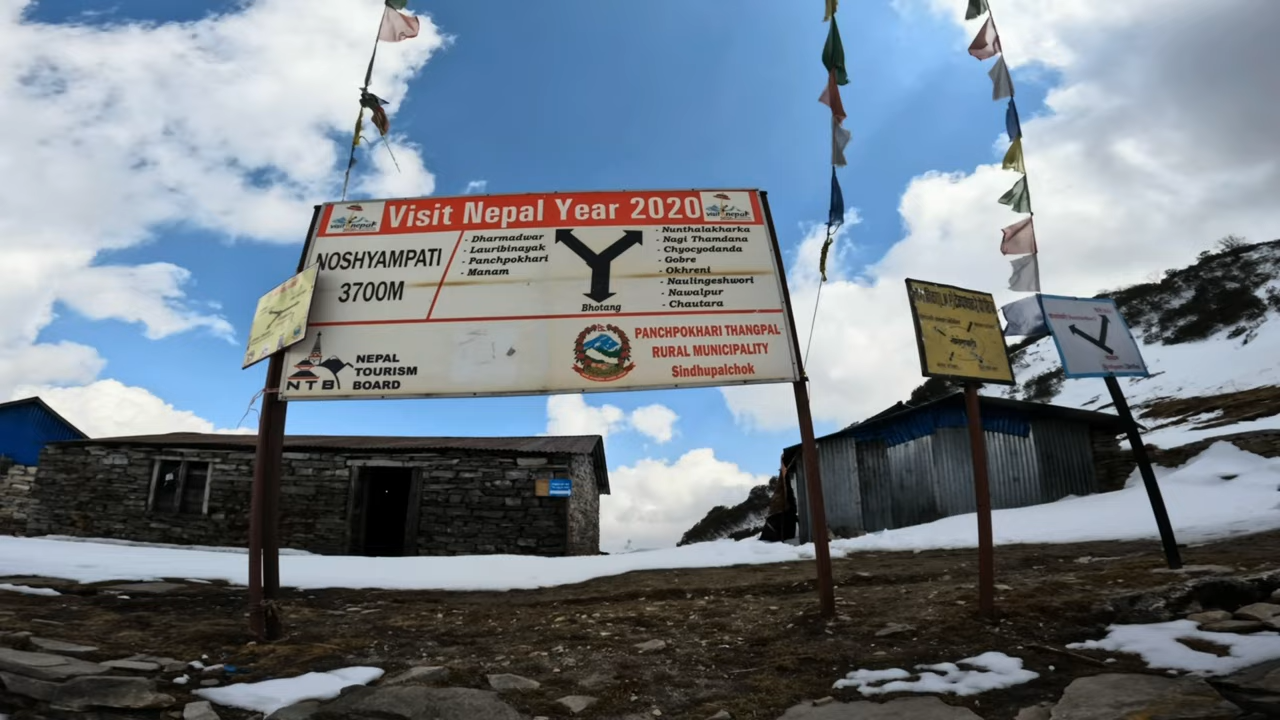 Visit Nepal Year 2020
NOSHYAMPATI
3700M
- Dharmadwar
- Lauribinayak
- Panchpokhari
- Manam
Bhotang
- Nunthalakharka
- Nagi Thamdana
- Chyocyodanda
- Gobre
- Okhreni
- Naulingeshwori
- Nawalpur
- Chautara
NTB
NEPAL
TOURISM
BOARD
PANCHPOKHARI THANGPAL
RURAL MUNICIPALITY
Sindhupalchok